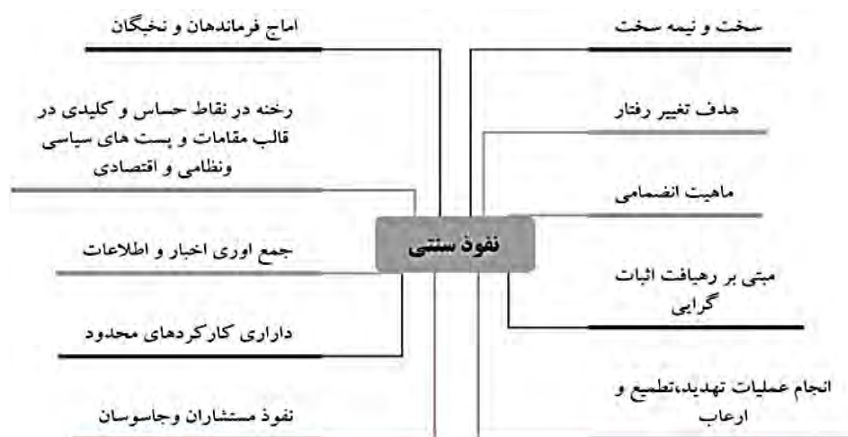 سخت و نیمه سخت
هدف تغییر رفتار
ماهیت انضمامی
مبتی بر رهیافت اثبات
گرایی
انجام عملیات تهدید،تطمیع و
ارعاب
نفوذ سنتی
اماج فرماندهان و نخبگان
رخنه در نقاط حساس و کلیدی در
قالب مقامات و پست های سیاسی
ونظامی و اقتصادی
جمع اوری اخبار و اطلاعات
داراری کارکردهای محدود
نفوذ مستشاران وجاسوسان